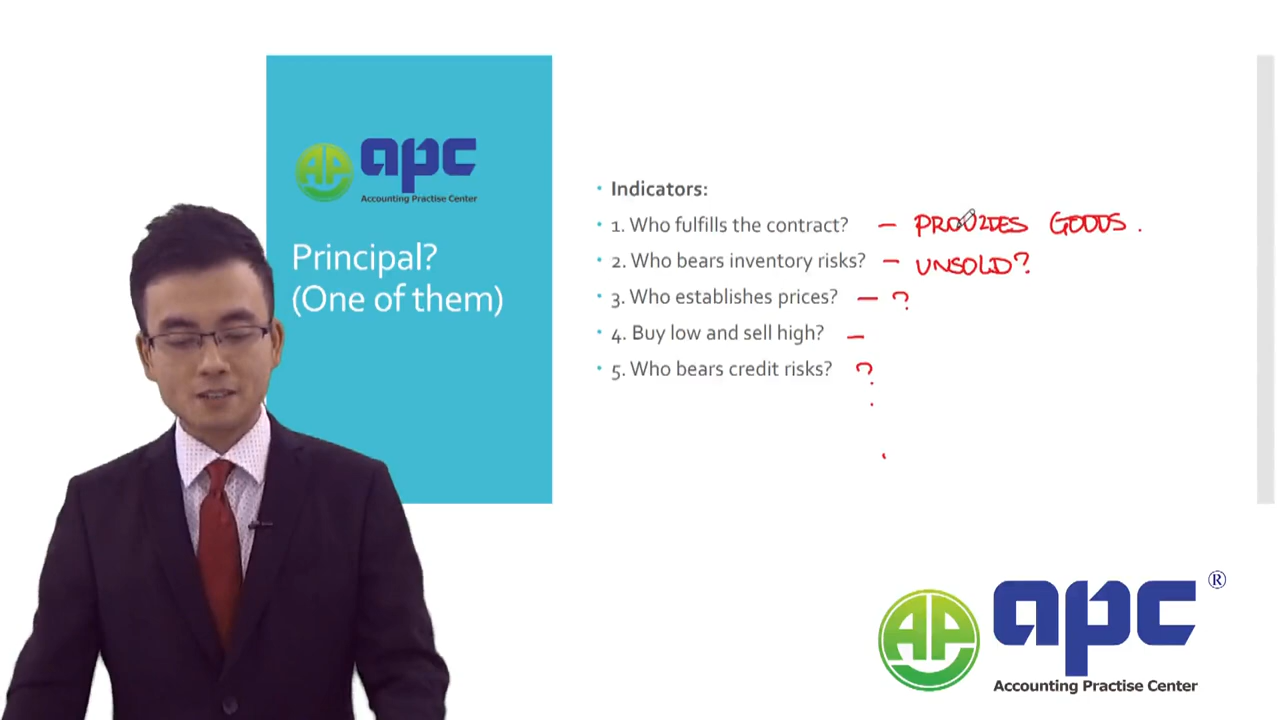 AP apc
Accounting Practise Center
Principal?
(One of them)
• Indicators:
• 1. Who fulfills the contract? – PROVIDES GOODS.
• 2. Who bears inventory risks? – UNSOLD?
• 3. Who establishes prices? – ?
• 4. Buy low and sell high? –
• 5. Who bears credit risks? ?
AP apc®
Accounting Practise Center